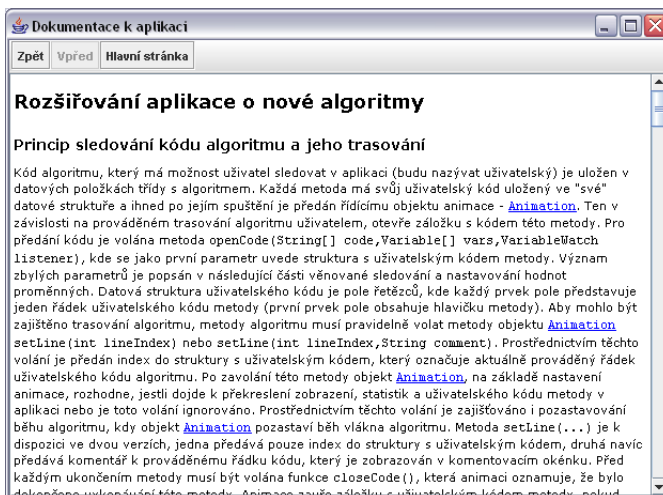 Dokumentace k aplikaci
Zpět Vpřed Hlavní stránka
Rozšiřování aplikace o nové algoritmy
Princip sledování kódu algoritmu a jeho trasování
Kód algoritmu, který má možnost uživatel sledovat v aplikaci (budu nazývat uživatelský) je uložen v
datových položkách třídy s algoritmem. Každá metoda má svůj uživatelský kód uložený ve "své"
datové struktuře a ihned po jejím spuštění je předán řídícímu objektu animace - Animation. Ten v
závislosti na prováděném trasování algoritmu uživatelem, otevře záložku s kódem této metody. Pro
předání kódu je volána metoda openCode(String[] code,Variable[] vars,VariableWatch
listener), kde se jako první parametr uvede struktura s uživatelským kódem metody. Význam
zbylých parametrů je popsán v následující části věnované sledování a nastavování hodnot
proměnných. Datová struktura uživatelského kódu je pole řetězců, kde každý prvek pole představuje
jeden řádek uživatelského kódu metody (první prvek pole obsahuje hlavičku metody). Aby mohlo být
zajištěno trasování algoritmu, metody algoritmu musí pravidelně volat metody objektu Animation
setLine(int lineIndex) nebo setLine(int lineIndex,String comment). Prostřednictvím těchto
volání je předán index do struktury s uživatelským kódem, který označuje aktuálně prováděný řádek
uživatelského kódu algoritmu. Po zavolání této metody objekt Animation, na základě nastavení
animace, rozhodne, jestli dojde k překreslení zobrazení, statistik a uživatelského kódu metody v
aplikaci nebo je toto volání ignorováno. Prostřednictvím těchto volání je zajišťováno i pozastavování
běhu algoritmu, kdy objekt Animation pozastaví běh vlákna algoritmu. Metoda setLine(...) je k
dispozici ve dvou verzích, jedna předává pouze index do struktury s uživatelským kódem, druhá navíc
předává komentář k prováděnému řádku kódu, který je zobrazován v komentovacím okénku. Před
každým ukončením metody musí být volána funkce closeCode(), která animaci oznamuje, že bylo
dokončeno vykonávání této metody. Animace zavře záložku s uživatelským kódem metody, pokud